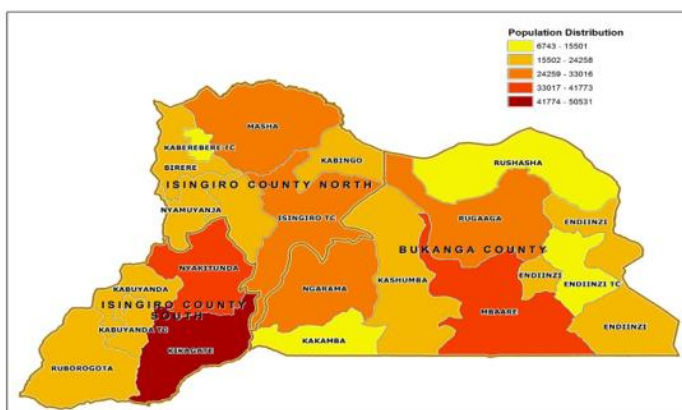 Population Distribution
6743 - 15501
15502 - 24258
24259 - 33016
33017 - 41773
41774 - 50531
MASHA
KABEREBERE TC
KABINGO
BIRERE
RUSHASHA
ISINGIRO COUNTY NORTH
NYAMUYANJA
ISINGIRO TC
RUGAAGA
ENDIINZI
BUKANGA COUNTY
NYAKITUNDA
KASHUMBA
ENDIINZI
KABUYANDA
NGARAMA
ENDIINZI TC
ISINGIRO COUNTY
SOUTH
MBAARE
KABUYANDA TC
ENDIINZI
KIKAGATE
KAKAMBA
RUBOROGOTA